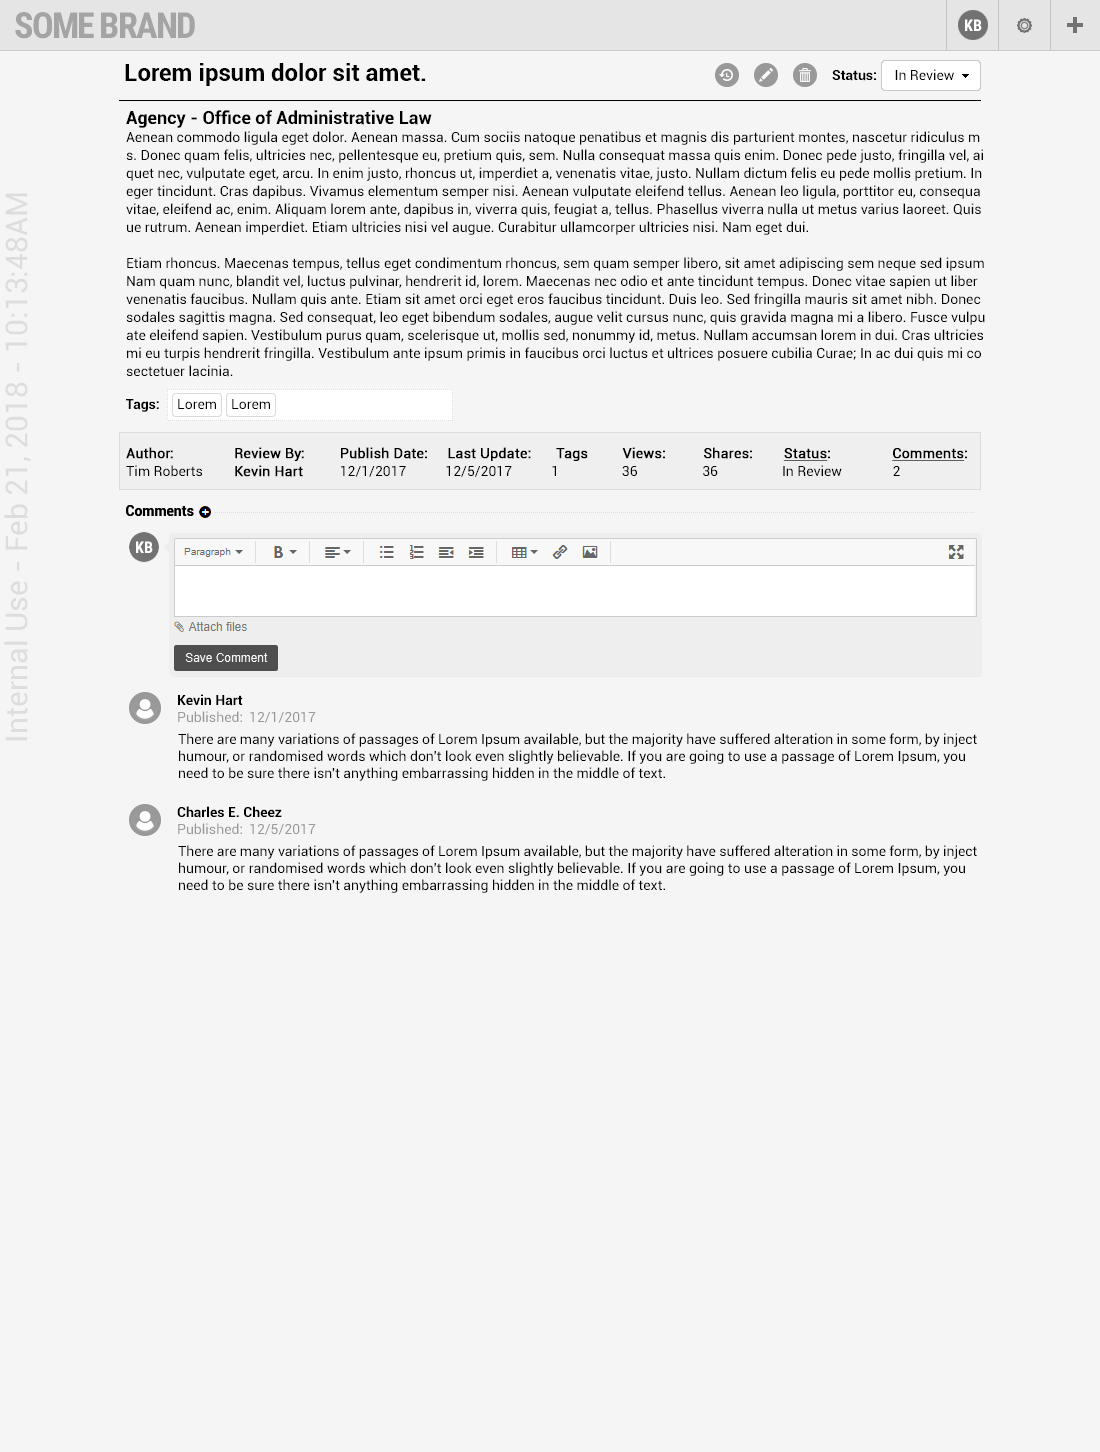 SOME BRAND
KB
Lorem ipsum dolor sit amet.
Status:
In Review
Agency - Office of Administrative Law
Aenean commodo ligula eget dolor. Aenean massa. Cum sociis natoque penatibus et magnis dis parturient montes, nascetur ridiculus m
s. Donec quam felis, ultricies nec, pellentesque eu, pretium quis, sem. Nulla consequat massa quis enim. Donec pede justo, fringilla vel, ai
quet nec, vulputate eget, arcu. In enim justo, rhoncus ut, imperdiet a, venenatis vitae, justo. Nullam dictum felis eu pede mollis pretium. In
eger tincidunt. Cras dapibus. Vivamus elementum semper nisi. Aenean vulputate eleifend tellus. Aenean leo ligula, porttitor eu, consequa
vitae, eleifend ac, enim. Aliquam lorem ante, dapibus in, viverra quis, feugiat a, tellus. Phasellus viverra nulla ut metus varius laoreet. Quis
ue rutrum. Aenean imperdiet. Etiam ultricies nisi vel augue. Curabitur ullamcorper ultricies nisi. Nam eget dui.
Etiam rhoncus. Maecenas tempus, tellus eget condimentum rhoncus, sem quam semper libero, sit amet adipiscing sem neque sed ipsum
Nam quam nunc, blandit vel, luctus pulvinar, hendrerit id, lorem. Maecenas nec odio et ante tincidunt tempus. Donec vitae sapien ut liber
venenatis faucibus. Nullam quis ante. Etiam sit amet orci eget eros faucibus tincidunt. Duis leo. Sed fringilla mauris sit amet nibh. Donec
sodales sagittis magna. Sed consequat, leo eget bibendum sodales, augue velit cursus nunc, quis gravida magna mi a libero. Fusce vulpu
ate eleifend sapien. Vestibulum purus quam, scelerisque ut, mollis sed, nonummy id, metus. Nullam accumsan lorem in dui. Cras ultricies
mi eu turpis hendrerit fringilla. Vestibulum ante ipsum primis in faucibus orci luctus et ultrices posuere cubilia Curae; In ac dui quis mi co
sectetuer lacinia.
Tags: Lorem Lorem
Author: Review By: Publish Date: Last Update: Tags Views: Shares: Status: Comments:
Tim Roberts Kevin Hart 12/1/2017 12/5/2017 1 36 36 In Review 2
Comments
KB
Paragraph B
Attach files
Save Comment
Kevin Hart
Published: 12/1/2017
There are many variations of passages of Lorem Ipsum available, but the majority have suffered alteration in some form, by inject
humour, or randomised words which don't look even slightly believable. If you are going to use a passage of Lorem Ipsum, you
need to be sure there isn't anything embarrassing hidden in the middle of text.
Charles E. Cheez
Published: 12/5/2017
There are many variations of passages of Lorem Ipsum available, but the majority have suffered alteration in some form, by inject
humour, or randomised words which don't look even slightly believable. If you are going to use a passage of Lorem Ipsum, you
need to be sure there isn't anything embarrassing hidden in the middle of text.
Internal Use - Feb 21, 2018 - 10:13:48AM